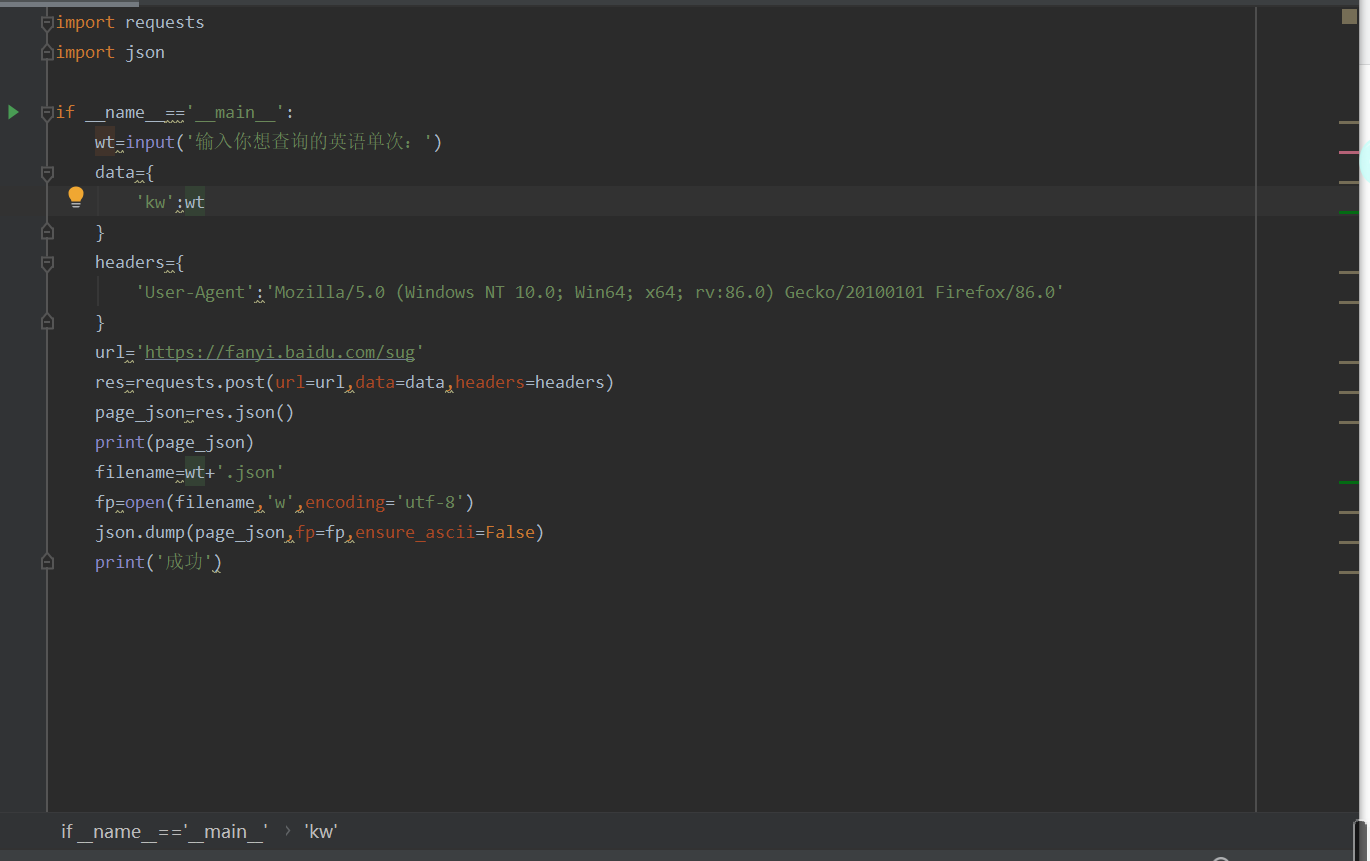 import requests
import json
if __name__=='__main__':
wt=input('输入你想查询的英语单次：')
data={
'kw':wt
}
headers={
'User-Agent':'Mozilla/5.0 (Windows NT 10.0; Win64; x64; rv:86.0) Gecko/20100101 Firefox/86.0'
}
url='https://fanyi.baidu.com/sug'
res=requests.post(url=url,data=data,headers=headers)
page_json=res.json()
print(page_json)
filename=wt+'.json'
fp=open(filename,'w',encoding='utf-8')
json.dump(page_json,fp=fp,ensure_ascii=False)
print('成功')
if __name__=='__main__' › 'kw'